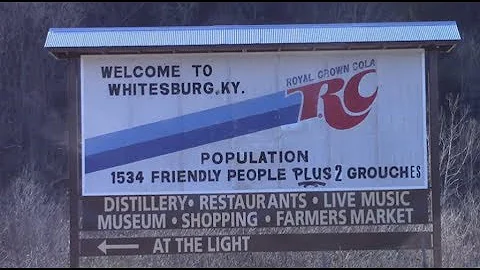 WELCOME TO
WHITESBURG, KY.
ROYAL CROWN COLA
RC
POPULATION
1534 FRIENDLY PEOPLE PLUS 2 GROUCHES
DISTILLERY • RESTAURANTS • LIVE MUSIC
MUSEUM • SHOPPING • FARMERS MARKET
AT THE LIGHT